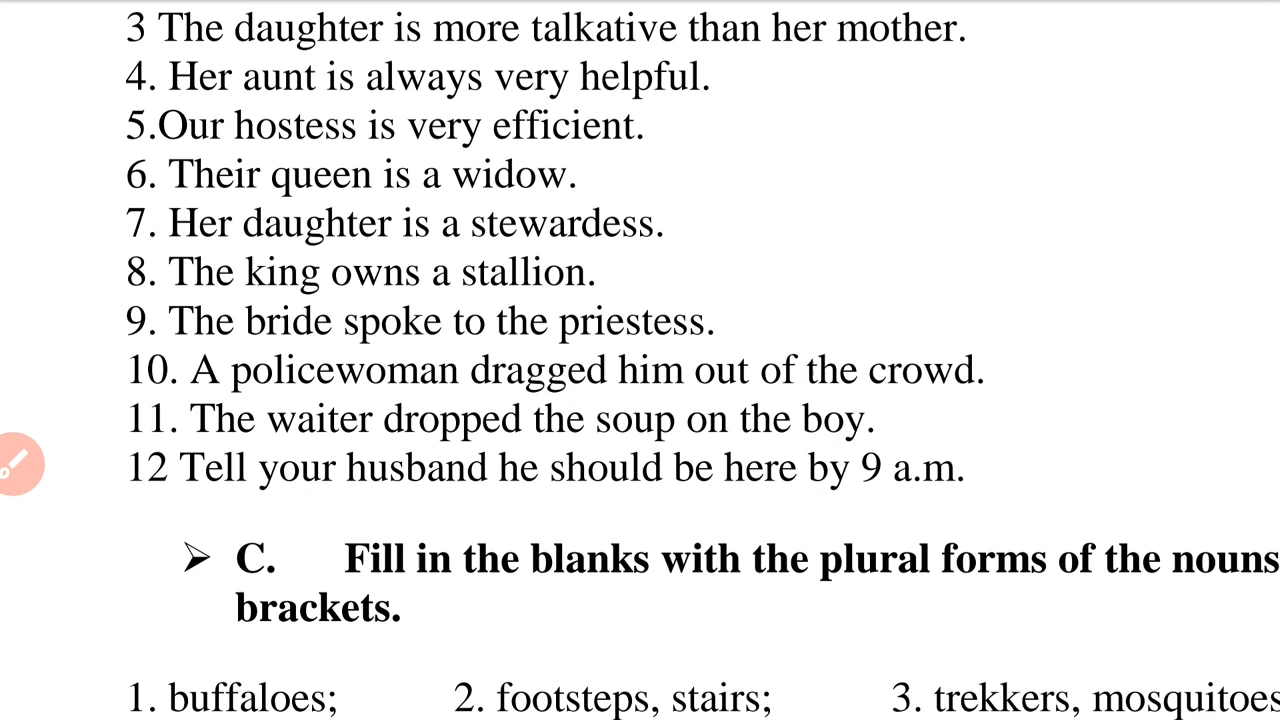 3 The daughter is more talkative than her mother.
4. Her aunt is always very helpful.
5.Our hostess is very efficient.
6. Their queen is a widow.
7. Her daughter is a stewardess.
8. The king owns a stallion.
9. The bride spoke to the priestess.
10. A policewoman dragged him out of the crowd.
11. The waiter dropped the soup on the boy.
12 Tell your husband he should be here by 9 a.m.
➢ C. Fill in the blanks with the plural forms of the nouns
brackets.
1. buffaloes; 2. footsteps, stairs; 3. trekkers, mosquitoes